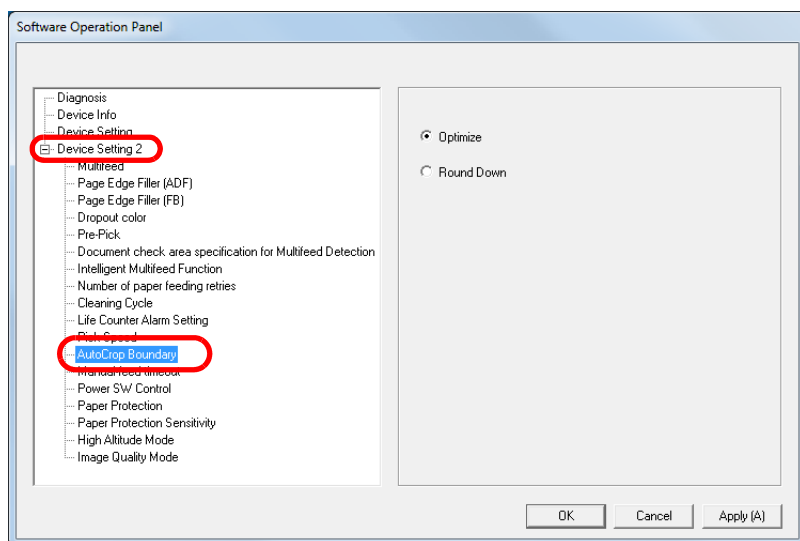 Software Operation Panel
Diagnosis
Device Info
Device Setting
Device Setting 2
Multifeed
Page Edge Filler (ADF)
Page Edge Filler (FB)
Dropout color
Pre-Pick
Document check area specification for Multifeed Detection
Intelligent Multifeed Function
Number of paper feeding retries
Cleaning Cycle
Life Counter Alarm Setting
Pick Speed
AutoCrop Boundary
Manual feed timeout
Power SW Control
Paper Protection
Paper Protection Sensitivity
High Altitude Mode
Image Quality Mode
Optimize
Round Down
OK Cancel Apply (A)